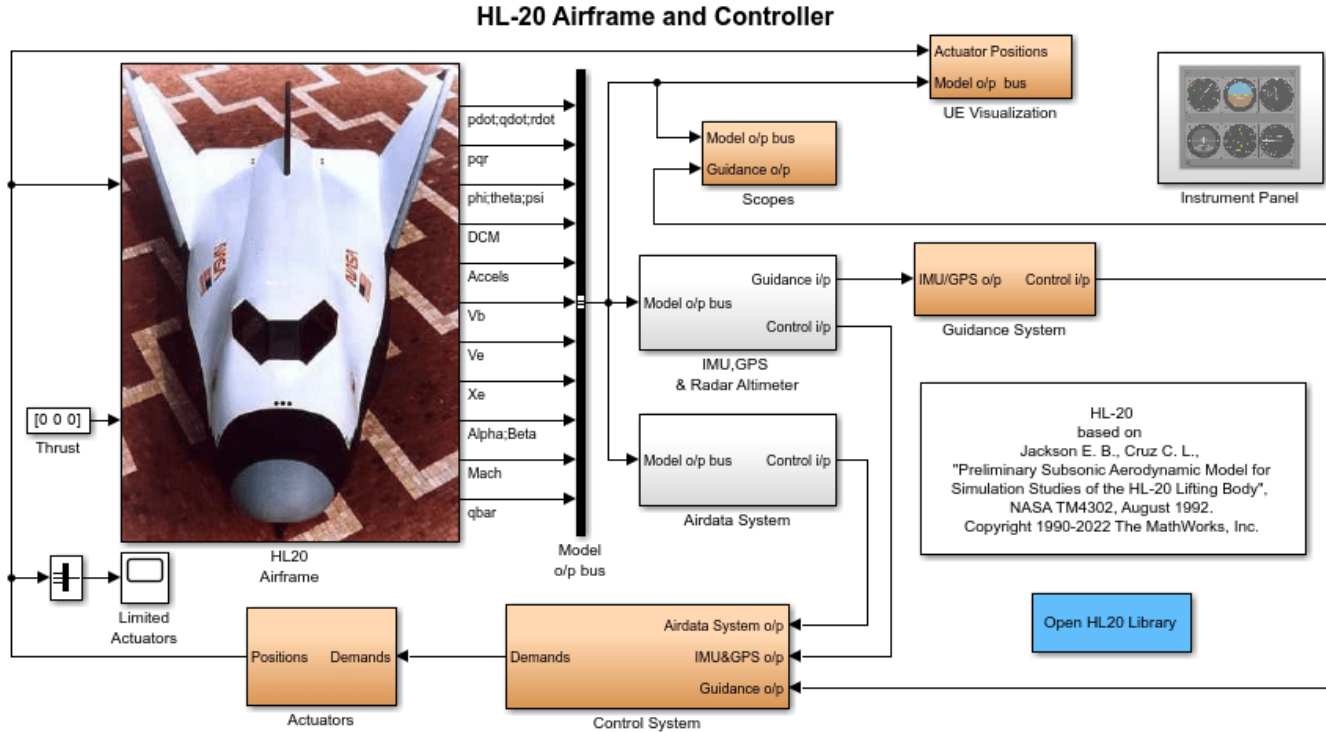 HL-20 Airframe and Controller
Actuator Positions
Model o/p bus
UE Visualization
Model o/p bus
Guidance o/p
Scopes
Instrument Panel
pdot;qdot;rdot
pqr
phi;theta;psi
DCM
Accels
Vb
Ve
Xe
Alpha;Beta
Mach
qbar
NASA
NASA
[0 0 0]
Thrust
HL20
Airframe
Model
o/p bus
Model o/p bus
Guidance i/p
Control i/p
IMU,GPS
& Radar Altimeter
IMU/GPS o/p
Control i/p
Guidance System
Model o/p bus
Control i/p
Airdata System
HL-20
based on
Jackson E. B., Cruz C. L.,
"Preliminary Subsonic Aerodynamic Model for
Simulation Studies of the HL-20 Lifting Body",
NASA TM4302, August 1992.
Copyright 1990-2022 The MathWorks, Inc.
Limited
Actuators
Positions
Demands
Actuators
Demands
Airdata System o/p
IMU&GPS o/p
Guidance o/p
Control System
Open HL20 Library